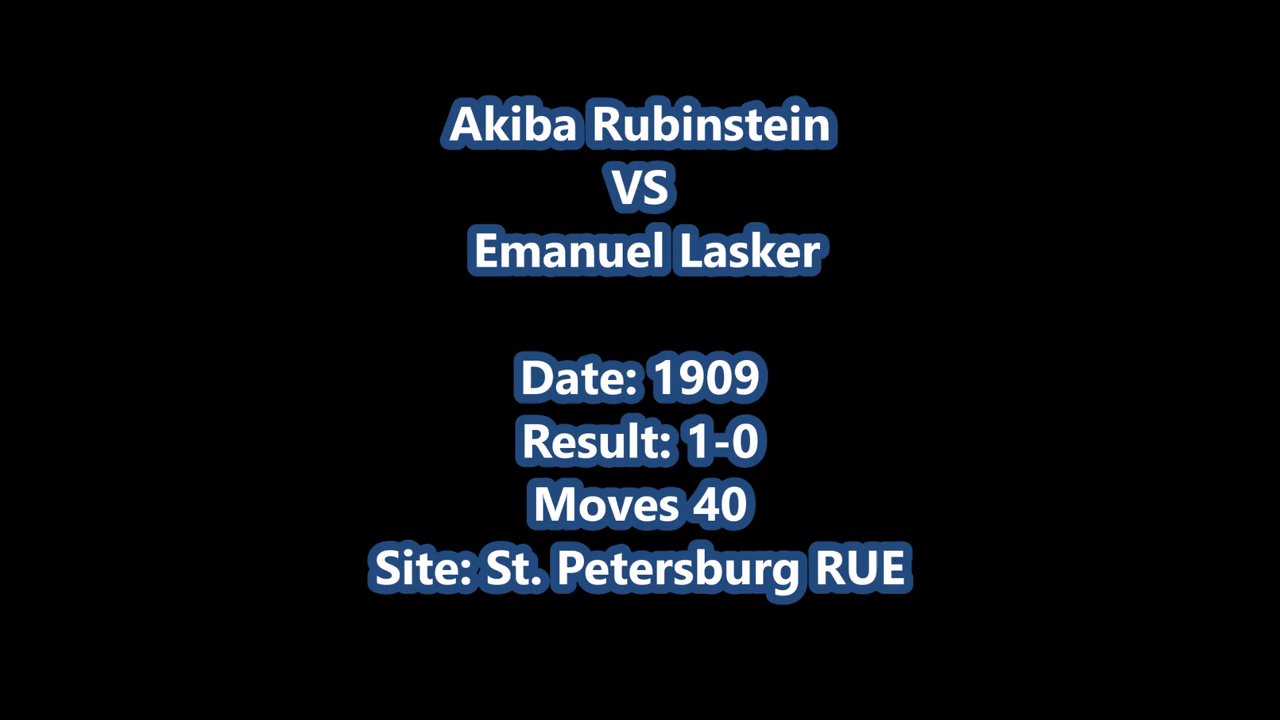 Akiba Rubinstein
VS
Emanuel Lasker
Date: 1909
Result: 1-0
Moves 40
Site: St. Petersburg RUE